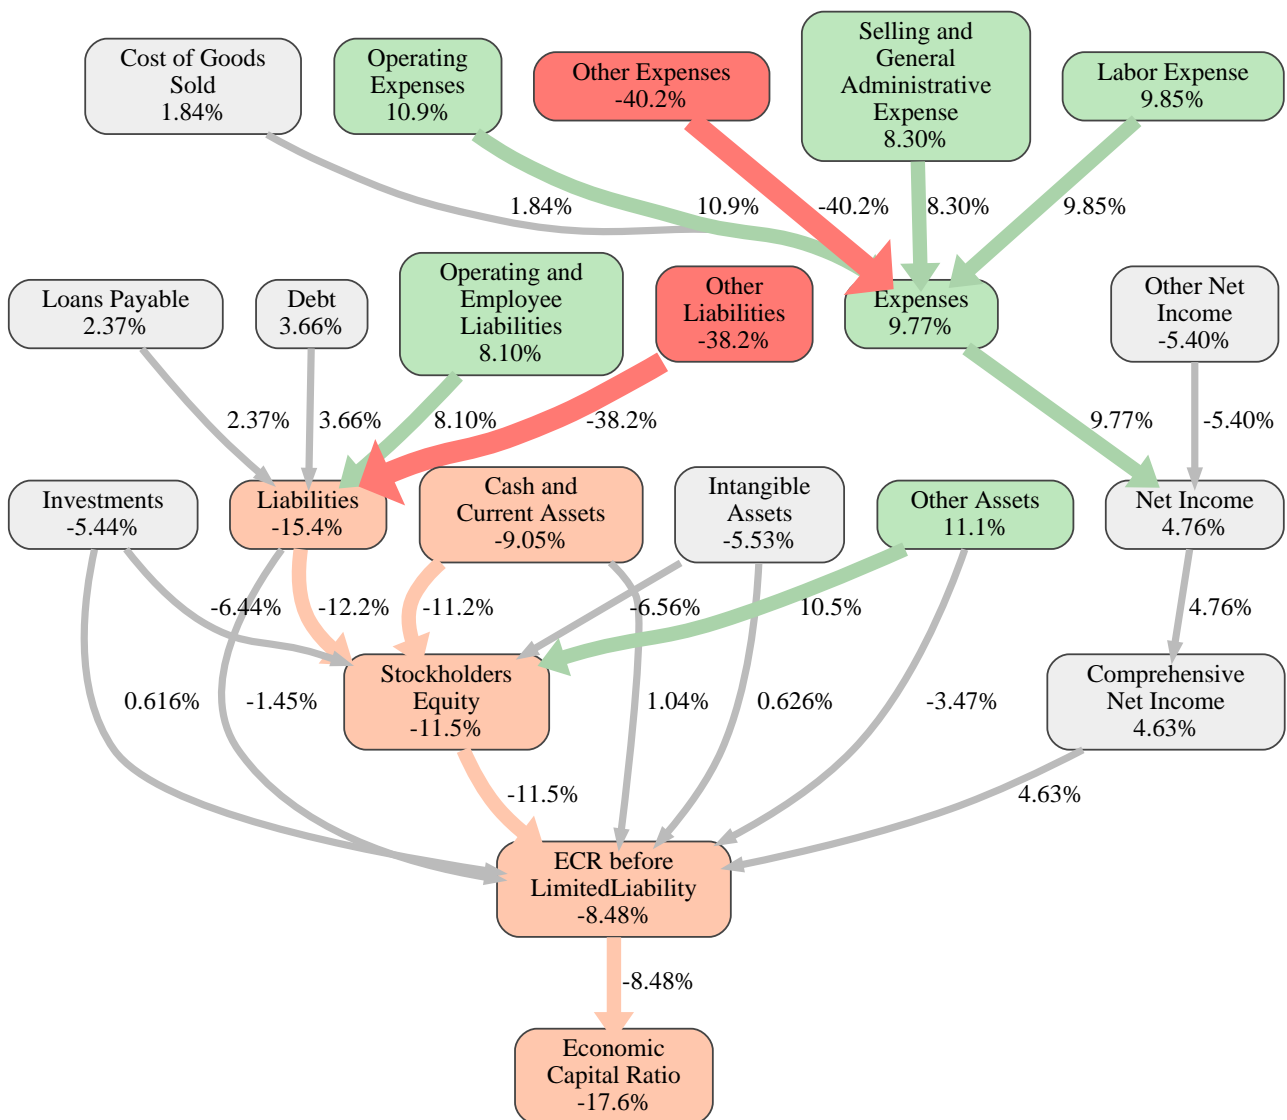 Cost of Goods
Sold
1.84%
Operating
Expenses
10.9%
Other Expenses
-40.2%
Selling and
General
Administrative
Expense
8.30%
Labor Expense
9.85%
1.84%
10.9%
-40.2%
8.30%
9.85%
Loans Payable
2.37%
Debt
3.66%
Operating and
Employee
Liabilities
8.10%
Other
Liabilities
-38.2%
Expenses
9.77%
Other Net
Income
-5.40%
2.37%
3.66%
8.10%
-38.2%
9.77%
-5.40%
Investments
-5.44%
Liabilities
-15.4%
Cash and
Current Assets
-9.05%
Intangible
Assets
-5.53%
Other Assets
11.1%
Net Income
4.76%
-6.44%
-12.2%
-11.2%
-6.56%
10.5%
4.76%
0.616%
-1.45%
Stockholders
Equity
-11.5%
1.04%
0.626%
-3.47%
Comprehensive
Net Income
4.63%
-11.5%
4.63%
ECR before
LimitedLiability
-8.48%
-8.48%
Economic
Capital Ratio
-17.6%